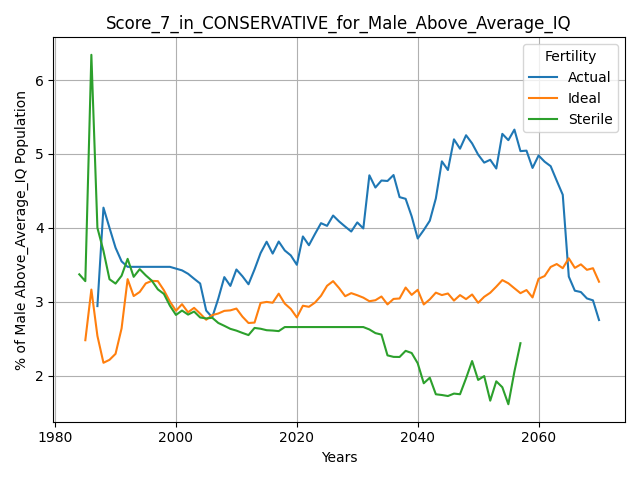 Score_7_in_CONSERVATIVE_for_Male_Above_Average_IQ
% of Male Above_Average_IQ Population
6
5
4
3
2
Fertility
Actual
Ideal
Sterile
1980
2000
2020
2040
2060
Years